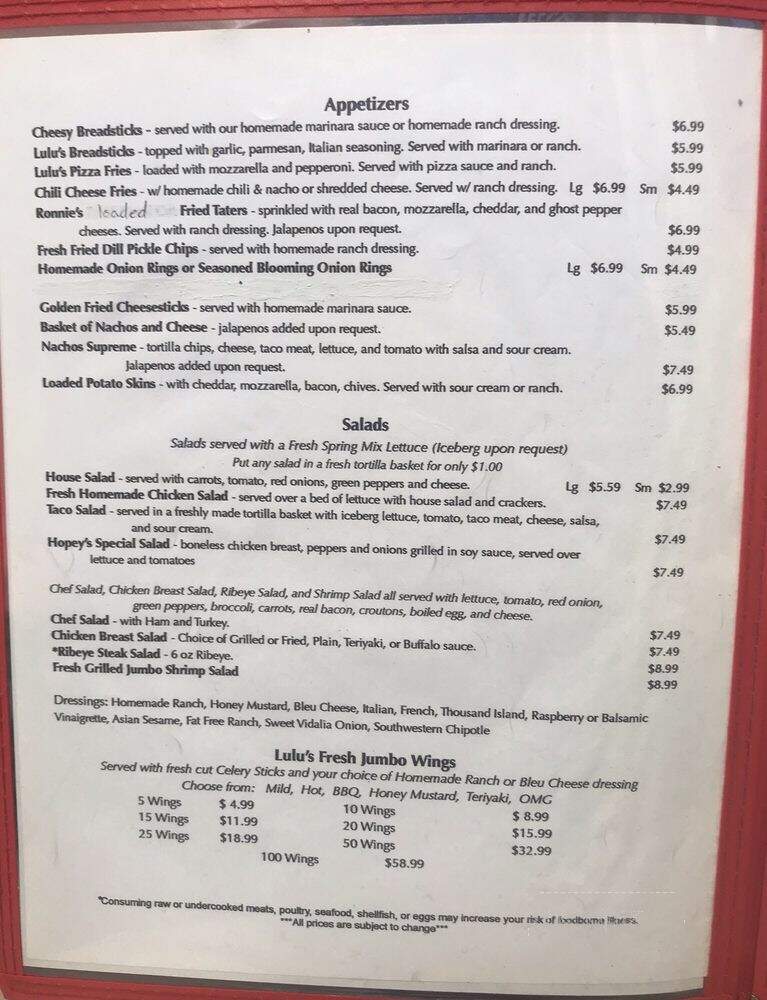 Appetizers
Cheesy Breadsticks - served with our homemade marinara sauce or homemade ranch dressing. $6.99
Lulu's Breadsticks - topped with garlic, parmesan, Italian seasoning. Served with marinara or ranch. $5.99
Lulu's Pizza Fries - loaded with mozzarella and pepperoni. Served with pizza sauce and ranch. $5.99
Chili Cheese Fries - w/ homemade chili & nacho or shredded cheese. Served w/ ranch dressing. Lg $6.99 Sm $4.49
Ronnie's loaded Fried Taters - sprinkled with real bacon, mozzarella, cheddar, and ghost pepper
cheeses. Served with ranch dressing. Jalapenos upon request. $6.99
Fresh Fried Dill Pickle Chips - served with homemade ranch dressing. $4.99
Homemade Onion Rings or Seasoned Blooming Onion Rings Lg $6.99 Sm $4.49
Golden Fried Cheesesticks - served with homemade marinara sauce. $5.99
Basket of Nachos and Cheese - jalapenos added upon request. $5.49
Nachos Supreme - tortilla chips, cheese, taco meat, lettuce, and tomato with salsa and sour cream.
Jalapenos added upon request. $7.49
Loaded Potato Skins - with cheddar, mozzarella, bacon, chives. Served with sour cream or ranch. $6.99
Salads
Salads served with a Fresh Spring Mix Lettuce (Iceberg upon request)
Put any salad in a fresh tortilla basket for only $1.00
House Salad - served with carrots, tomato, red onions, green peppers and cheese. Lg $5.59 Sm $2.99
Fresh Homemade Chicken Salad - served over a bed of lettuce with house salad and crackers. $7.49
Taco Salad - served in a freshly made tortilla basket with iceberg lettuce, tomato, taco meat, cheese, salsa,
and sour cream. $7.49
Hopey's Special Salad - boneless chicken breast, peppers and onions grilled in soy sauce, served over
lettuce and tomatoes $7.49
Chef Salad, Chicken Breast Salad, Ribeye Salad, and Shrimp Salad all served with lettuce, tomato, red onion,
green peppers, broccoli, carrots, real bacon, croutons, boiled egg, and cheese.
Chef Salad - with Ham and Turkey. $7.49
Chicken Breast Salad - Choice of Grilled or Fried, Plain, Teriyaki, or Buffalo sauce. $7.49
*Ribeye Steak Salad - 6 oz Ribeye. $8.99
Fresh Grilled Jumbo Shrimp Salad $8.99
Dressings: Homemade Ranch, Honey Mustard, Bleu Cheese, Italian, French, Thousand Island, Raspberry or Balsamic
Vinaigrette, Asian Sesame, Fat Free Ranch, Sweet Vidalia Onion, Southwestern Chipotle
Lulu's Fresh Jumbo Wings
Served with fresh cut Celery Sticks and your choice of Homemade Ranch or Bleu Cheese dressing
Choose from: Mild, Hot, BBQ, Honey Mustard, Teriyaki, OMG
5 Wings $ 4.99 10 Wings $ 8.99
15 Wings $11.99 20 Wings $15.99
25 Wings $18.99 50 Wings $32.99
100 Wings $58.99
*Consuming raw or undercooked meats, poultry, seafood, shellfish, or eggs may increase your risk of foodborne illness.
***All prices are subject to change***